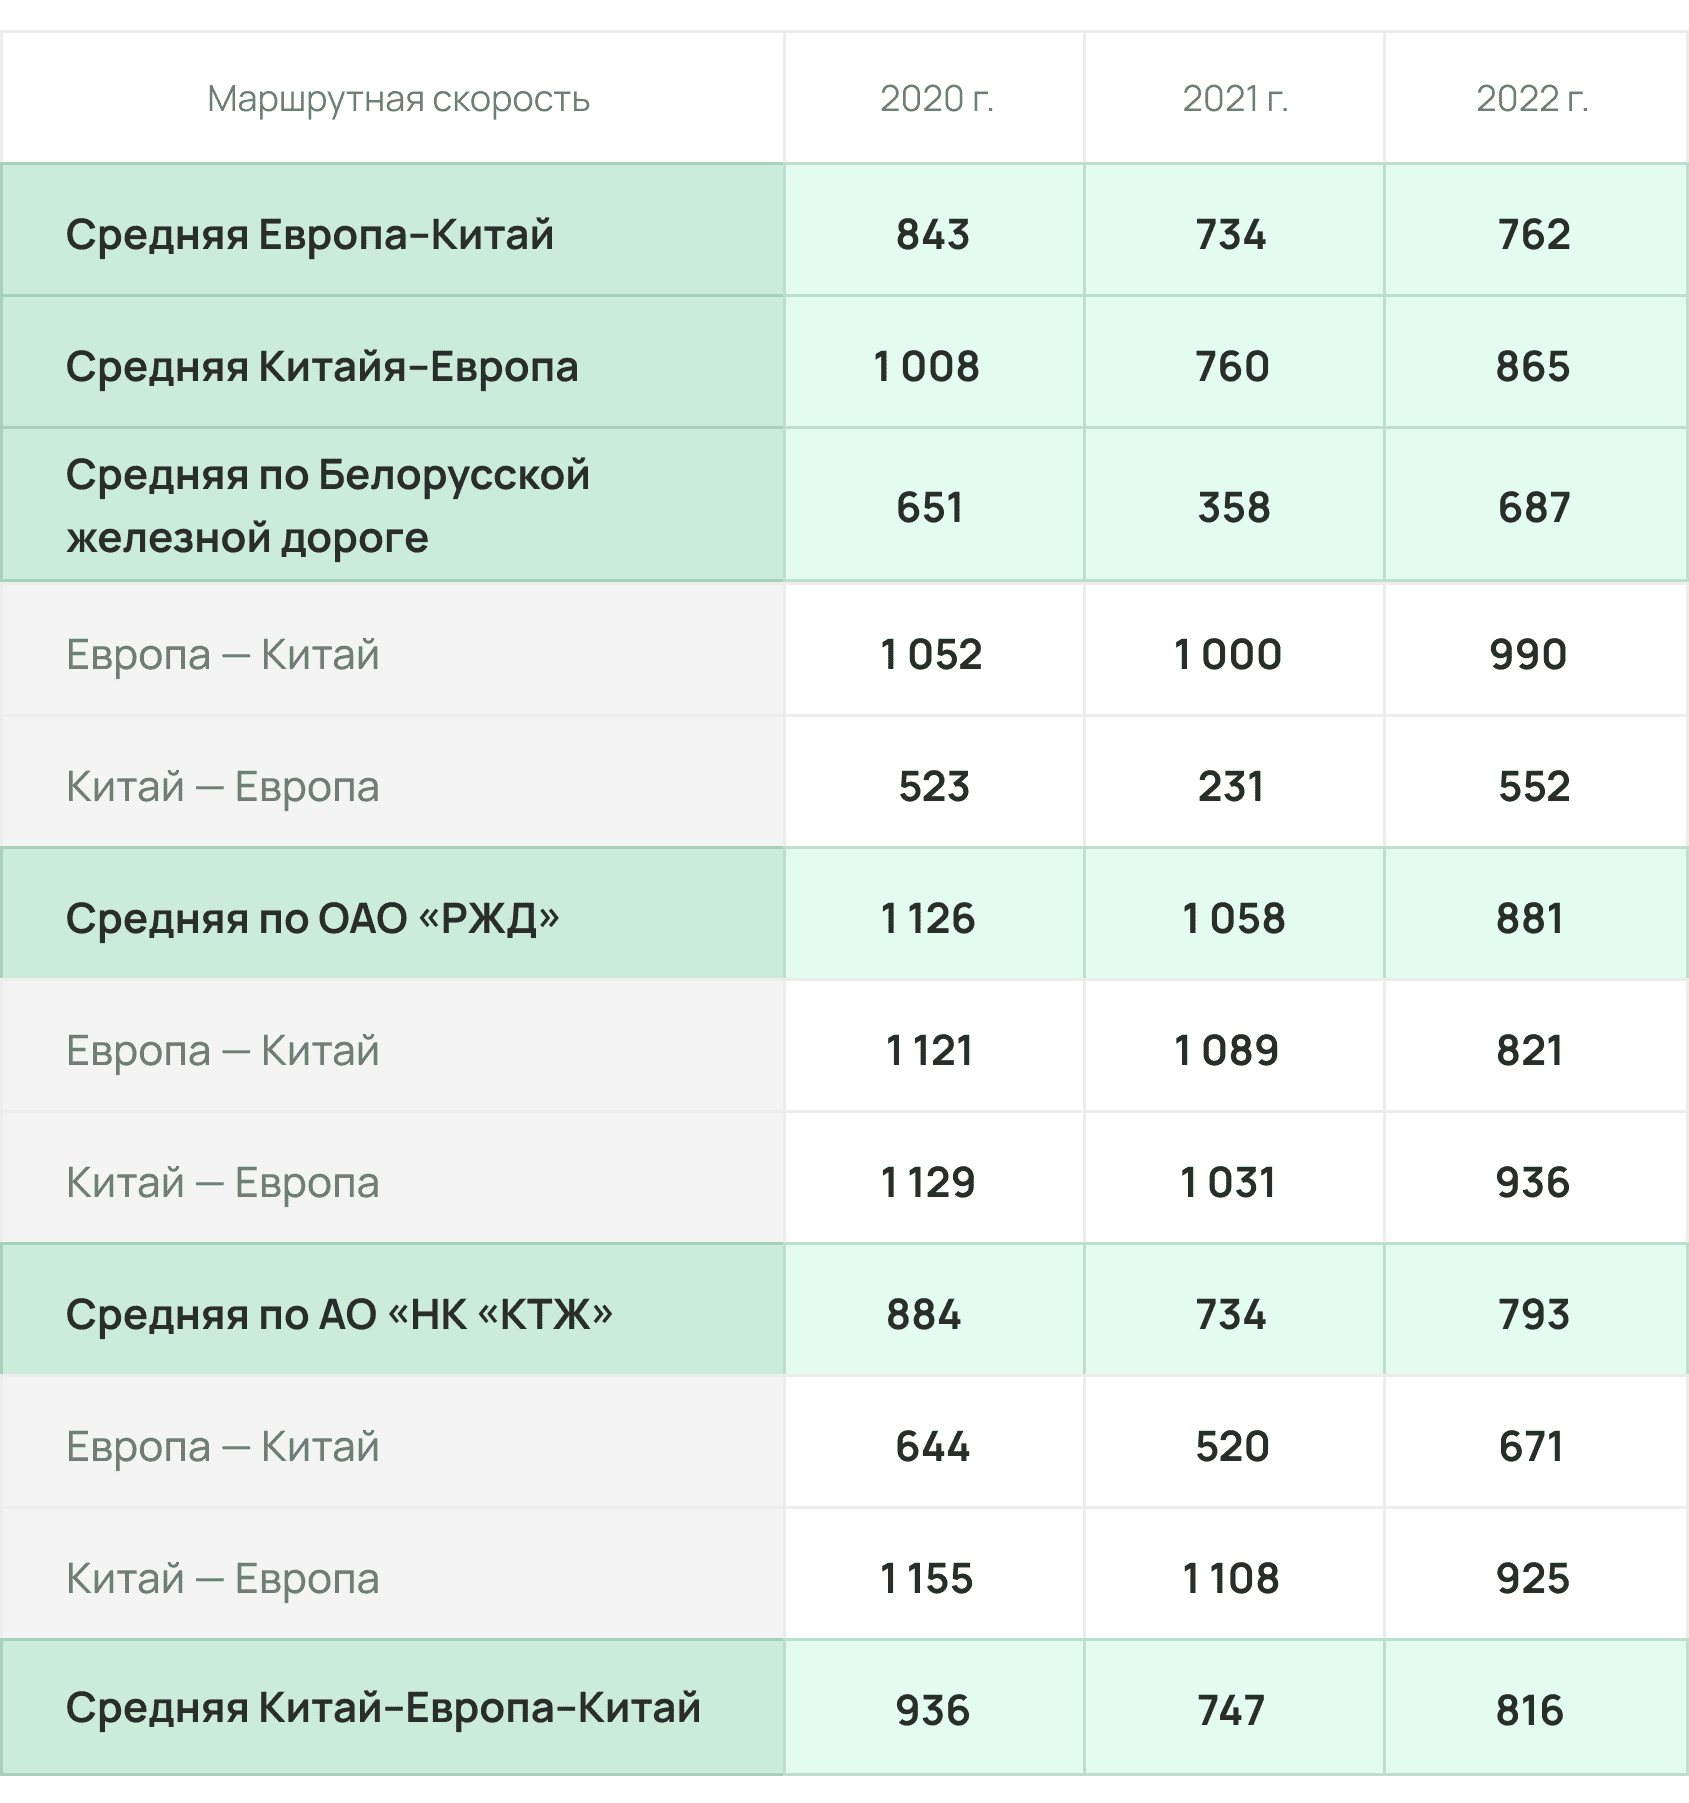 Маршрутная скорость 2020 г. 2021 г. 2022 г.
Средняя Европа–Китай 843 734 762
Средняя Китайя–Европа 1 008 760 865
Средняя по Белорусской
железной дороге 651 358 687
Европа — Китай 1 052 1 000 990
Китай — Европа 523 231 552
Средняя по ОАО «РЖД» 1 126 1 058 881
Европа — Китай 1 121 1 089 821
Китай — Европа 1 129 1 031 936
Средняя по АО «НК «КТЖ» 884 734 793
Европа — Китай 644 520 671
Китай — Европа 1 155 1 108 925
Средняя Китай–Европа–Китай 936 747 816